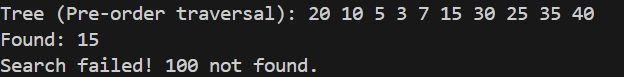 Tree (Pre-order traversal): 20 10 5 3 7 15 30 25 35 40
Found: 15
Search failed! 100 not found.